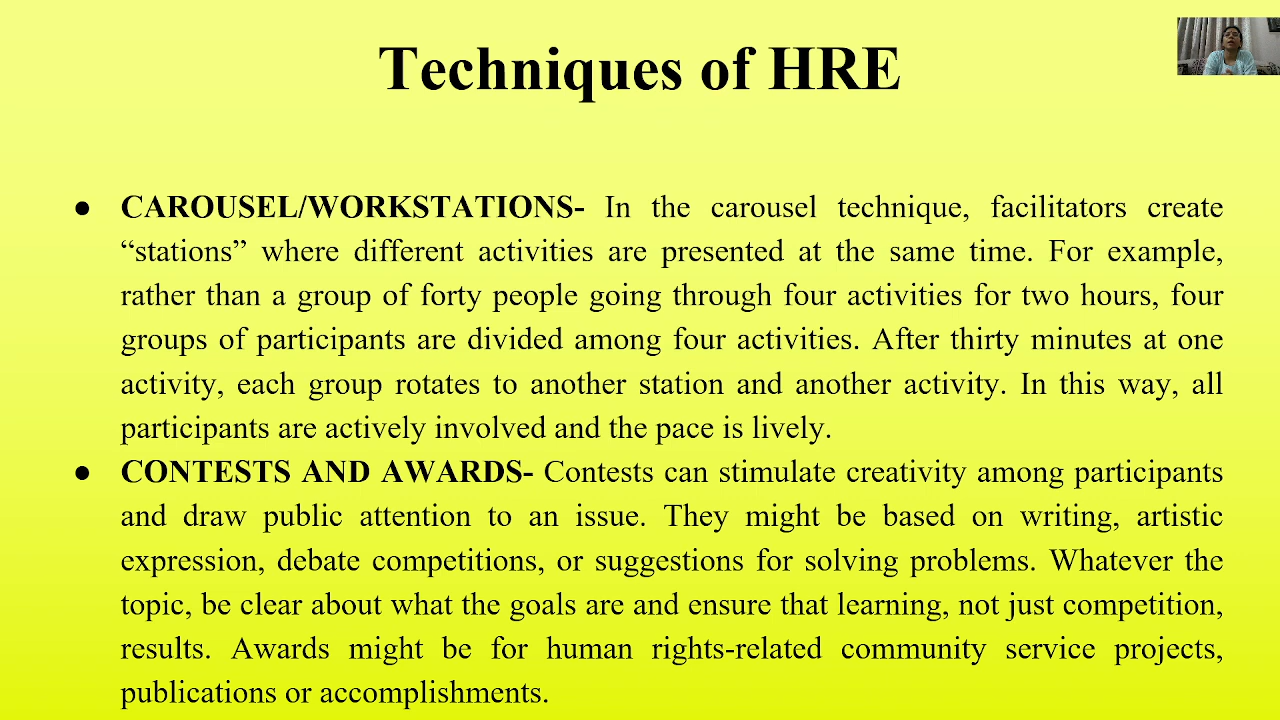 Techniques of HRE
● CAROUSEL/WORKSTATIONS- In the carousel technique, facilitators create
“stations” where different activities are presented at the same time. For example,
rather than a group of forty people going through four activities for two hours, four
groups of participants are divided among four activities. After thirty minutes at one
activity, each group rotates to another station and another activity. In this way, all
participants are actively involved and the pace is lively.
● CONTESTS AND AWARDS- Contests can stimulate creativity among participants
and draw public attention to an issue. They might be based on writing, artistic
expression, debate competitions, or suggestions for solving problems. Whatever the
topic, be clear about what the goals are and ensure that learning, not just competition,
results. Awards might be for human rights-related community service projects,
publications or accomplishments.